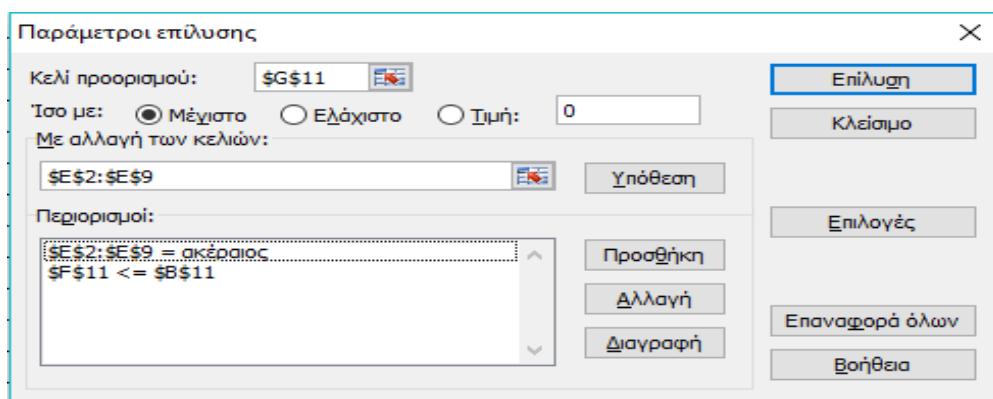 Παράμετροι επίλυσης
Κελί προορισμού: $G$11 Επίλυση
Ίσο με: Μέγιστο Ελάχιστο Τιμή: 0 Κλείσιμο
Με αλλαγή των κελιών:
$E$2:$E$9 Υπόθεση
Περιορισμοί: Επιλογές
$E$2:$E$9 = ακέραιος Προσθήκη
$F$11 <= $B$11
Αλλαγή
Επαναφορά όλων
Διαγραφή
Βοήθεια